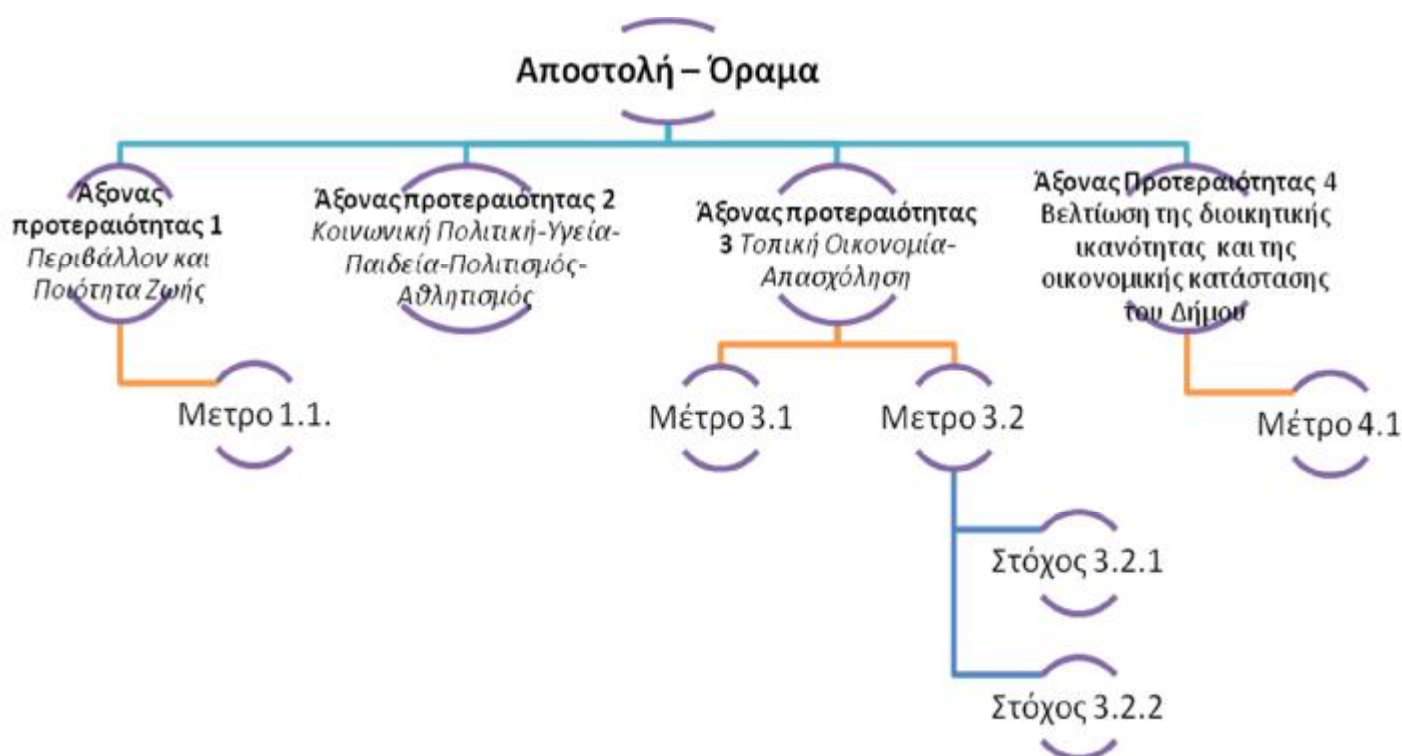 Αποστολή – Όραμα
Άξονας
προτεραιότητας 1
Περιβάλλον και
Ποιότητα Ζωής
Άξονας προτεραιότητας 2
Κοινωνική Πολιτική-Υγεία-
Παιδεία-Πολιτισμός-
Αθλητισμός
Άξονας προτεραιότητας
3 Τοπική Οικονομία-
Απασχόληση
Άξονας Προτεραιότητας 4
Βελτίωση της διοικητικής
ικανότητας και της
οικονομικής κατάστασης
του Δήμου
Μετρο 1.1.
Μέτρο 3.1
Μετρο 3.2
Μέτρο 4.1
Στόχος 3.2.1
Στόχος 3.2.2